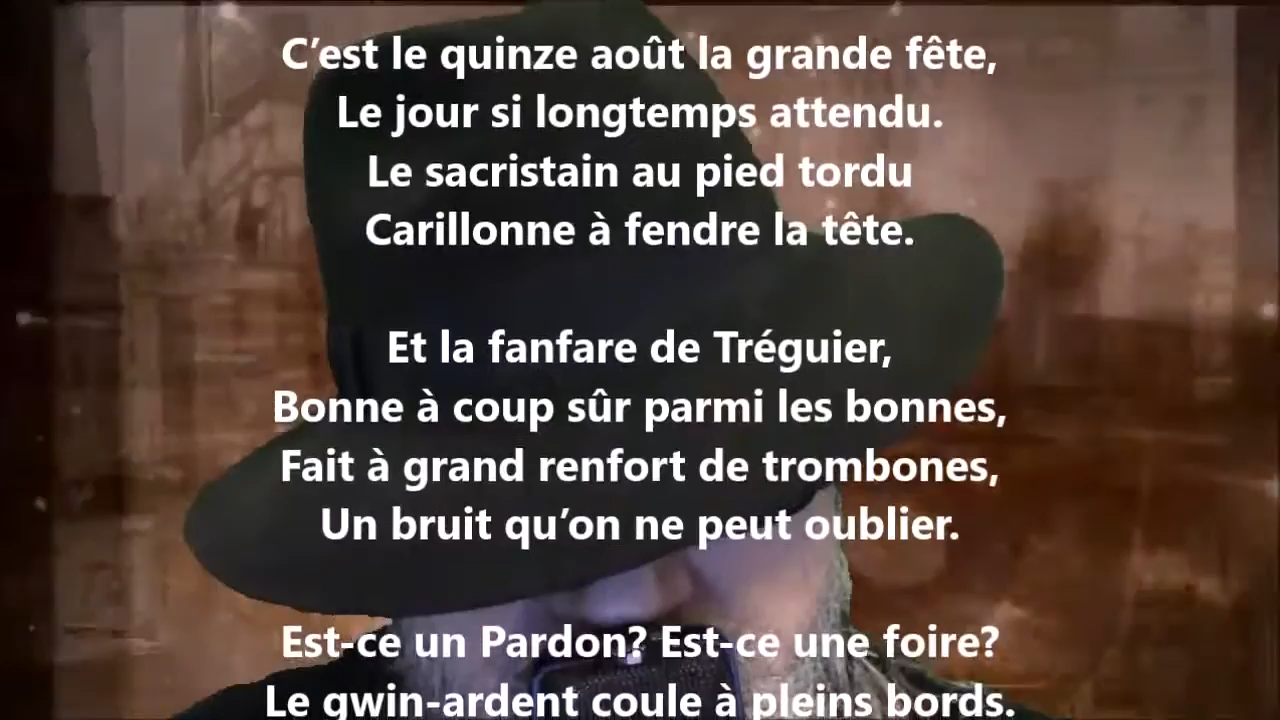 C’est le quinze août la grande fête,
Le jour si longtemps attendu.
Le sacristain au pied tordu
Carillonne à fendre la tête.
Et la fanfare de Tréguier,
Bonne à coup sûr parmi les bonnes,
Fait à grand renfort de trombones,
Un bruit qu’on ne peut oublier.
Est-ce un Pardon? Est-ce une foire?
Le gwin-ardent coule à pleins bords.